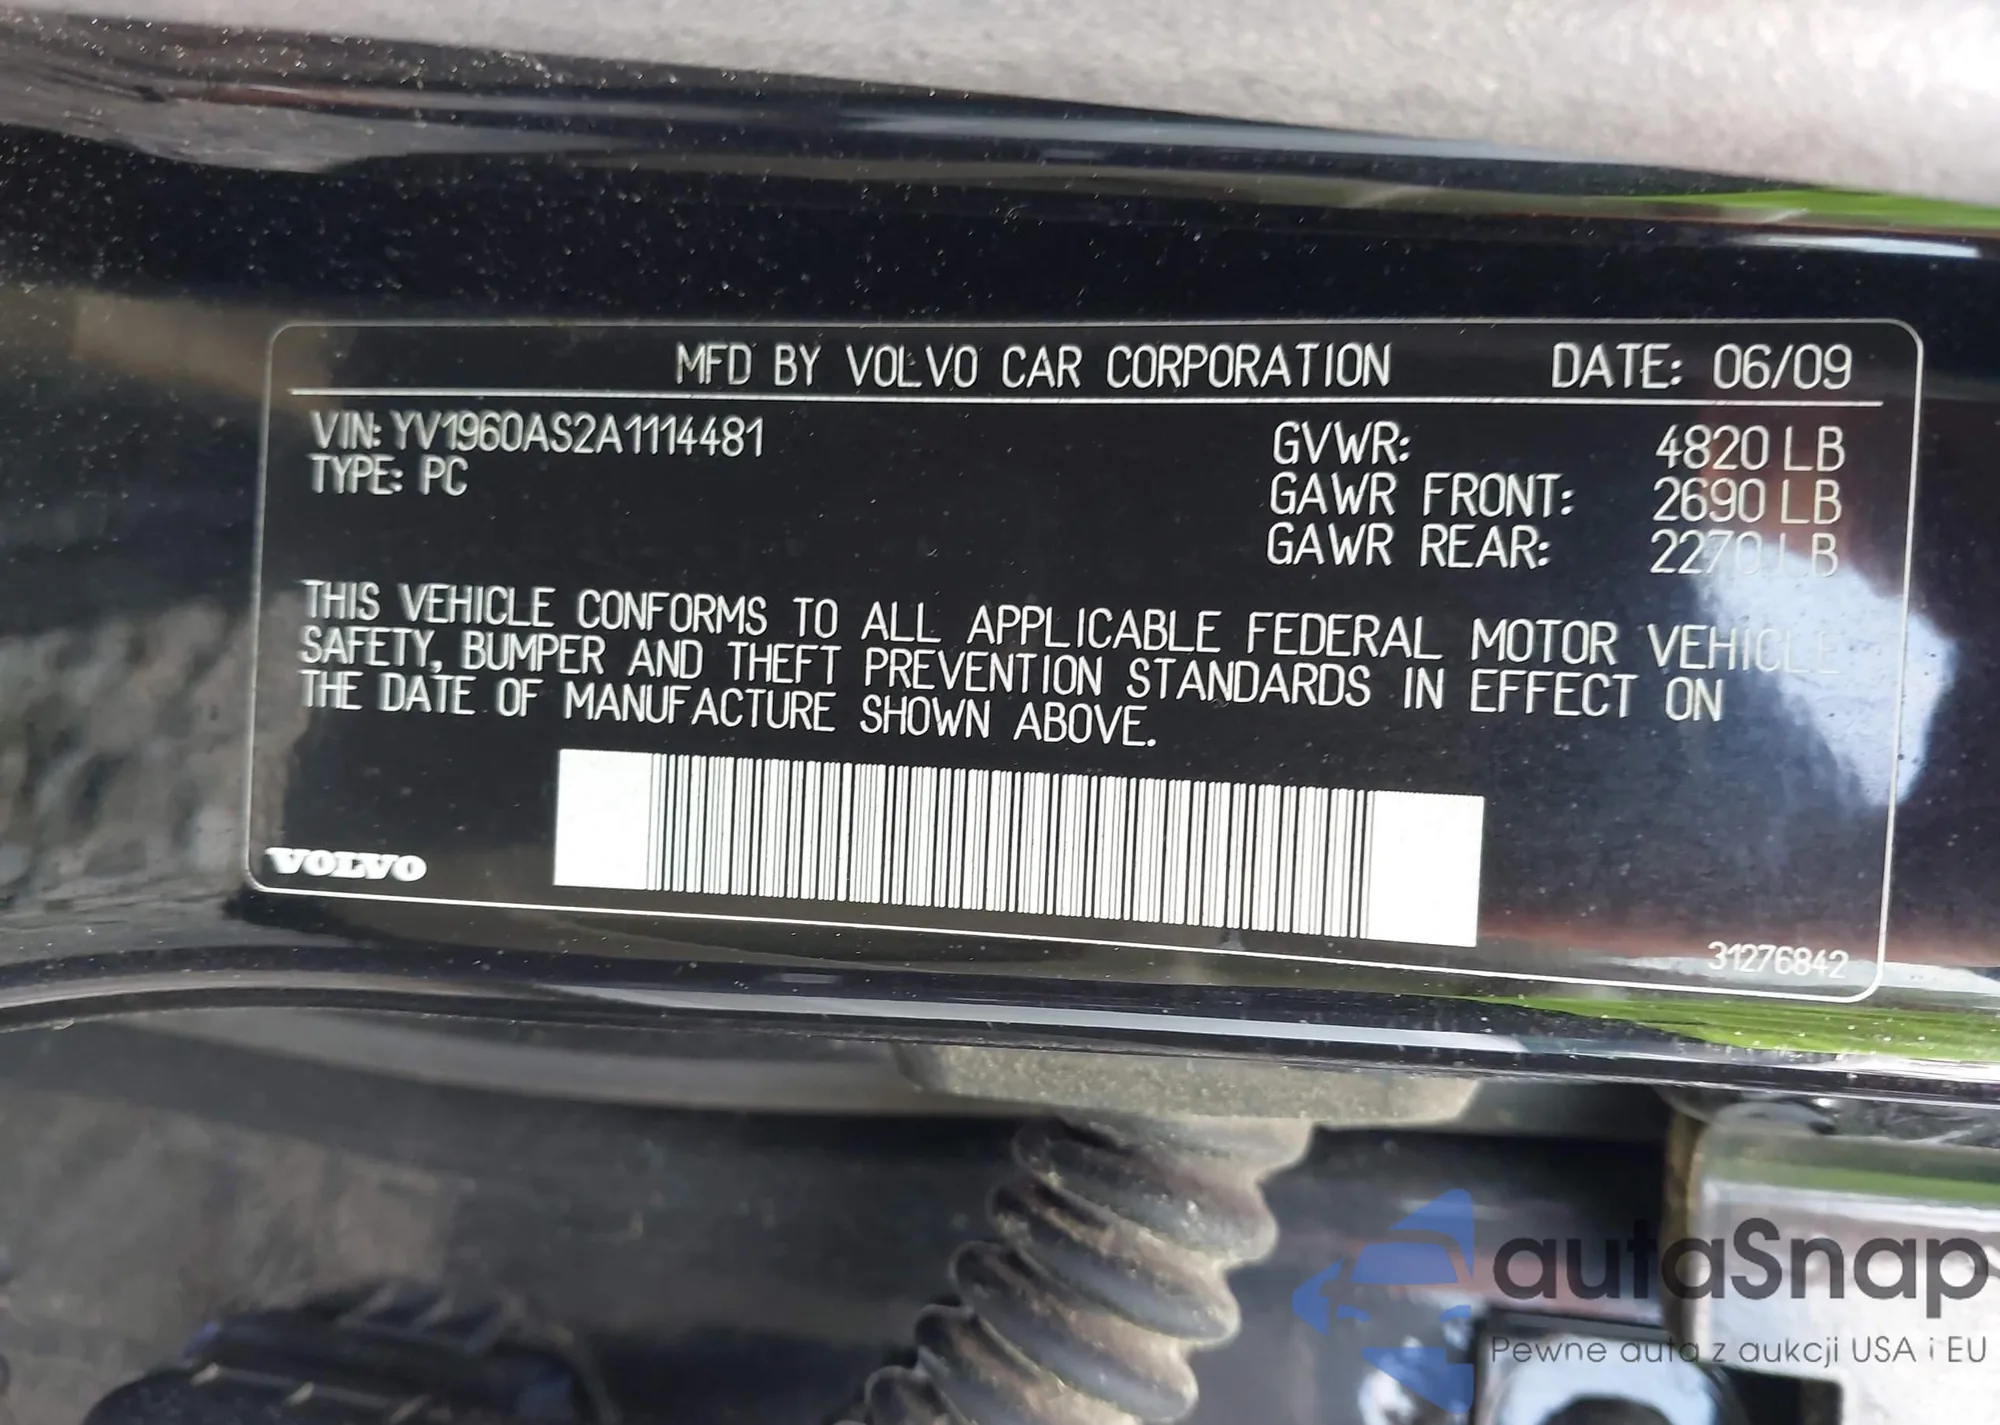 MFD BY VOLVO CAR CORPORATION DATE: 06/09
VIN: YV1960AS2A1114481
TYPE: PC
GVWR: 4820 LB
GAWR FRONT: 2690 LB
GAWR REAR: 2270 LB
THIS VEHICLE CONFORMS TO ALL APPLICABLE FEDERAL MOTOR VEHICLE
SAFETY, BUMPER AND THEFT PREVENTION STANDARDS IN EFFECT ON
THE DATE OF MANUFACTURE SHOWN ABOVE.
VOLVO
31276842
autaSnap
Pewne auta z aukcji USA i EU